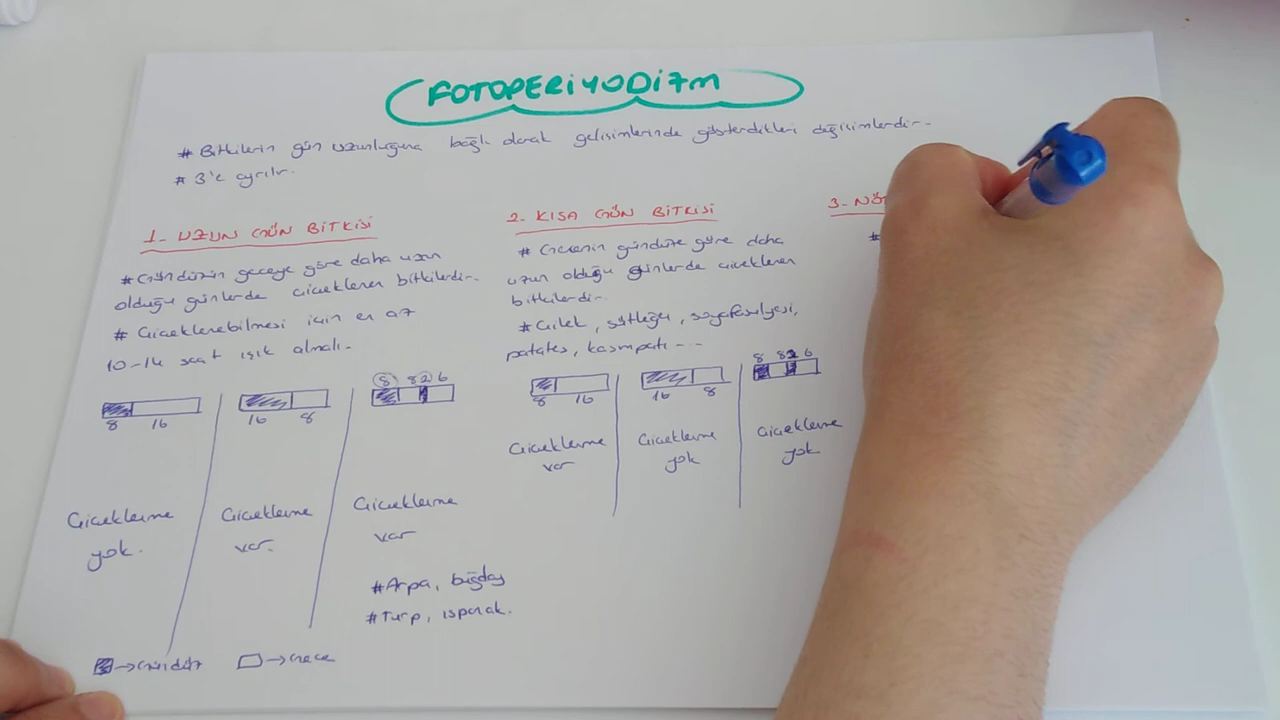 FOTOPERİYODİZM
# Bitkilerin gün uzunluğuna bağlı olarak gelişimlerinde gösterdikleri değişimlerdir.
# 3'e ayrılır.
1- UZUN GÜN BİTKİSİ
# Gündüzün geceye göre daha uzun
olduğu günlerde çiçeklenen bitkilerdir.
# Çiçeklenebilmesi için en az
10-14 saat ışık almalı.
8 16
16 8
8 8 2 6
Çiçeklenme
yok.
Çiçeklenme
var.
Çiçeklenme
var
# Arpa, buğday
# Turp, ıspanak.
→Gündüz
→Gece
2- KISA GÜN BİTKİSİ
# Gecenin gündüze göre daha
uzun olduğu günlerde çiçeklenen
bitkilerdir.
# Çilek, sütleğen, soyafasulyesi,
patates, kasımpatı - - -
8 16
16 8
8 8 2 6
Çiçeklenme
var
Çiçeklenme
yok
Çiçeklenme
yok
3- NÖ
#